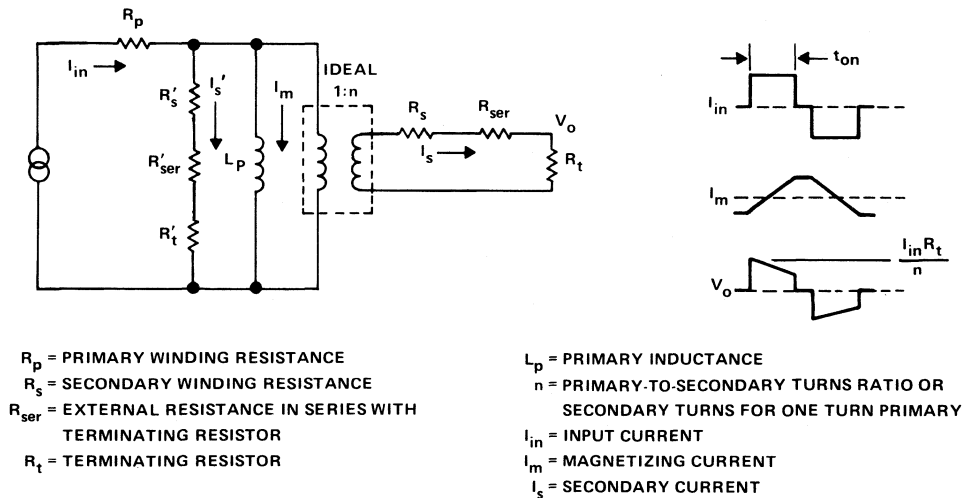 Rp
Iin
R's
Is'
Im
IDEAL
1:n
R'ser
LP
R't
Rs
Rser
Vo
Is
Rt
ton
Iin
Im
Vo
IinRt
n
Rp = PRIMARY WINDING RESISTANCE
Rs = SECONDARY WINDING RESISTANCE
Rser = EXTERNAL RESISTANCE IN SERIES WITH
TERMINATING RESISTOR
Rt = TERMINATING RESISTOR
Lp = PRIMARY INDUCTANCE
n = PRIMARY-TO-SECONDARY TURNS RATIO OR
SECONDARY TURNS FOR ONE TURN PRIMARY
Iin = INPUT CURRENT
Im = MAGNETIZING CURRENT
Is = SECONDARY CURRENT